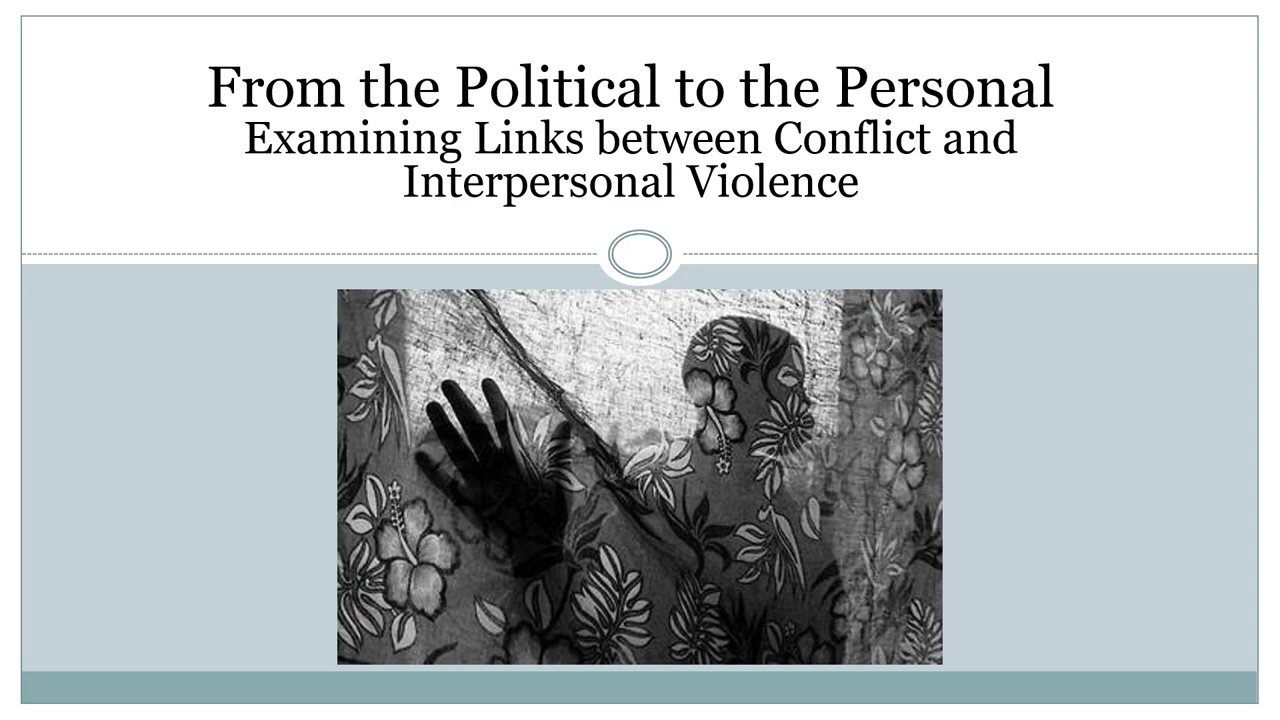 From the Political to the Personal
Examining Links between Conflict and
Interpersonal Violence